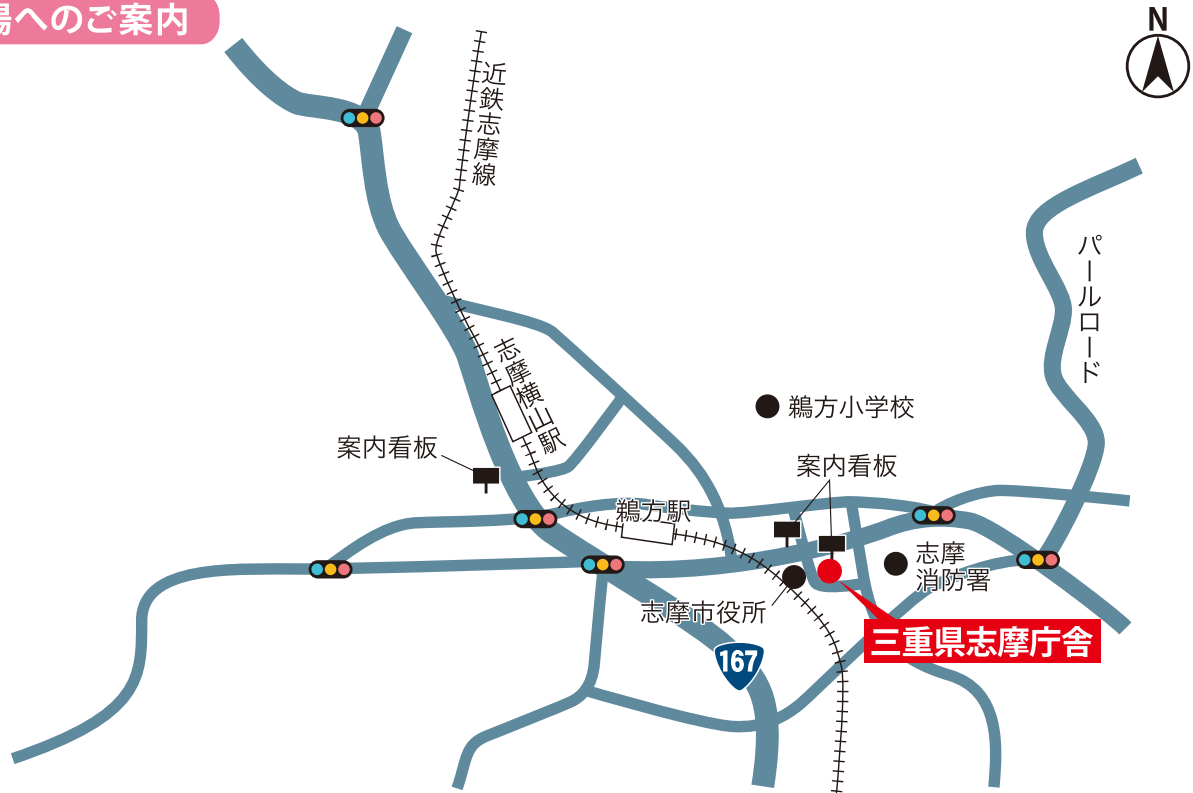 場へのご案内
N
近鉄志摩線
パールロード
志摩横山駅
鵜方小学校
案内看板
案内看板
鵜方駅
志摩
消防署
志摩市役所
三重県志摩庁舎
167